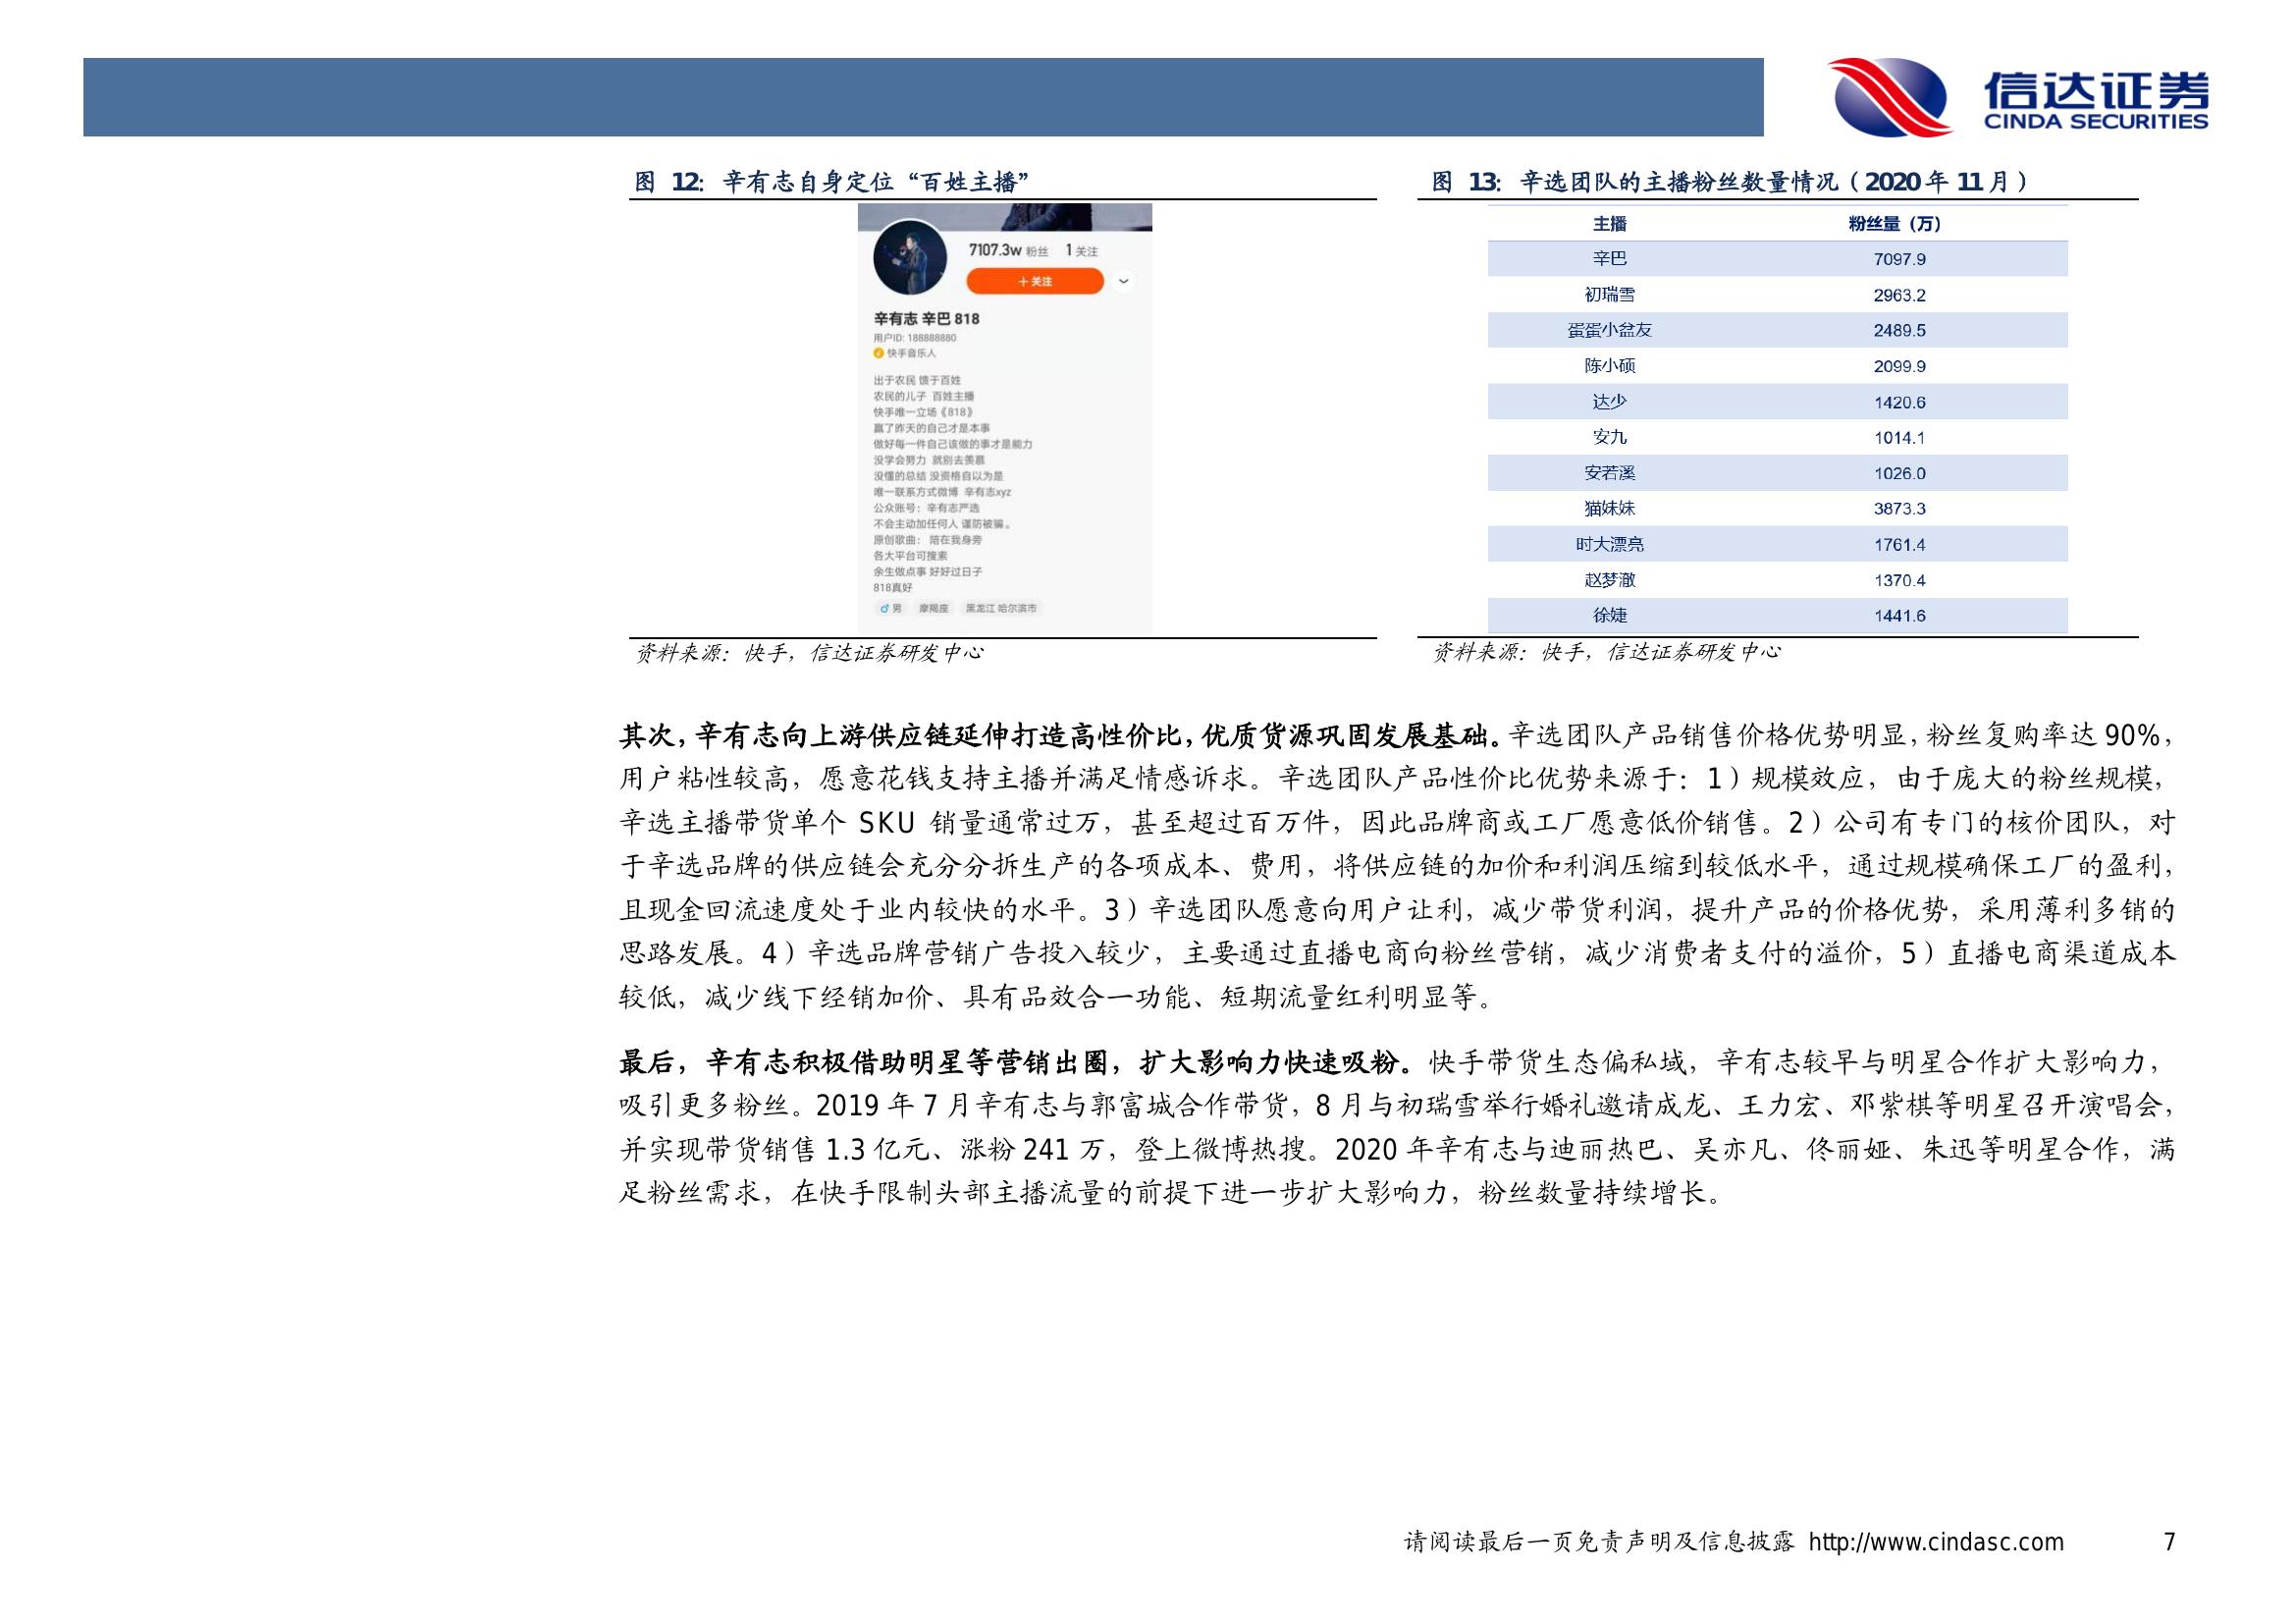 信达证券
CINDA SECURITIES
图 12：辛有志自身定位“百姓主播”
7107.3w 粉丝 1 关注
＋关注
辛有志 辛巴 818
用户ID: 188888880
快手音乐人
出于农民 馈于百姓
农民的儿子 百姓主播
快手唯一立场《818》
赢了昨天的自己才是本事
做好每一件自己该做的事才是能力
没学会努力 就别去羡慕
没懂的总结 没资格自以为是
唯一联系方式微博 辛有志xyz
公众账号：辛有志严选
不会主动加任何人 谨防被骗。
原创歌曲： 陪在我身旁
各大平台可搜索
余生做点事 好好过日子
818真好
男 摩羯座 黑龙江 哈尔滨市
资料来源：快手，信达证券研发中心
图 13：辛选团队的主播粉丝数量情况（2020 年 11 月）
主播 粉丝量（万）
辛巴 7097.9
初瑞雪 2963.2
蛋蛋小盆友 2489.5
陈小硕 2099.9
达少 1420.6
安九 1014.1
安若溪 1026.0
猫妹妹 3873.3
时大漂亮 1761.4
赵梦澈 1370.4
徐婕 1441.6
资料来源：快手，信达证券研发中心
其次，辛有志向上游供应链延伸打造高性价比，优质货源巩固发展基础。辛选团队产品销售价格优势明显，粉丝复购率达 90%，
用户粘性较高，愿意花钱支持主播并满足情感诉求。辛选团队产品性价比优势来源于：1）规模效应，由于庞大的粉丝规模，
辛选主播带货单个 SKU 销量通常过万，甚至超过百万件，因此品牌商或工厂愿意低价销售。2）公司有专门的核价团队，对
于辛选品牌的供应链会充分分拆生产的各项成本、费用，将供应链的加价和利润压缩到较低水平，通过规模确保工厂的盈利，
且现金回流速度处于业内较快的水平。3）辛选团队愿意向用户让利，减少带货利润，提升产品的价格优势，采用薄利多销的
思路发展。4）辛选品牌营销广告投入较少，主要通过直播电商向粉丝营销，减少消费者支付的溢价，5）直播电商渠道成本
较低，减少线下经销加价、具有品效合一功能、短期流量红利明显等。
最后，辛有志积极借助明星等营销出圈，扩大影响力快速吸粉。快手带货生态偏私域，辛有志较早与明星合作扩大影响力，
吸引更多粉丝。2019 年 7 月辛有志与郭富城合作带货，8 月与初瑞雪举行婚礼邀请成龙、王力宏、邓紫棋等明星召开演唱会，
并实现带货销售 1.3 亿元、涨粉 241 万，登上微博热搜。2020 年辛有志与迪丽热巴、吴亦凡、佟丽娅、朱迅等明星合作，满
足粉丝需求，在快手限制头部主播流量的前提下进一步扩大影响力，粉丝数量持续增长。
请阅读最后一页免责声明及信息披露 http://www.cindasc.com 7